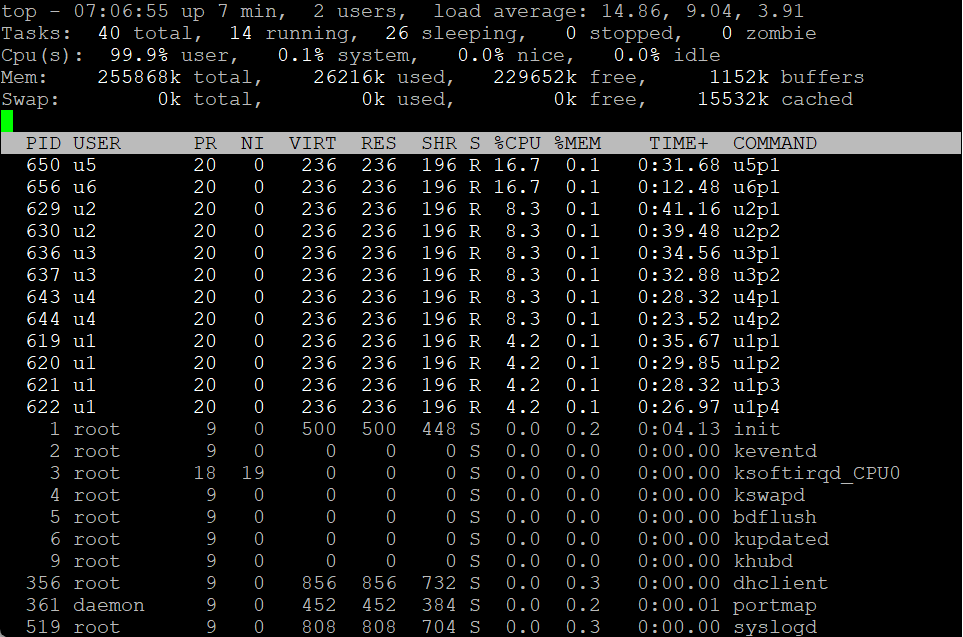 top - 07:06:55 up 7 min,  2 users,  load average: 14.86, 9.04, 3.91
Tasks:  40 total,  14 running,  26 sleeping,   0 stopped,   0 zombie
Cpu(s):  99.9% user,   0.1% system,   0.0% nice,   0.0% idle
Mem:    255868k total,    26216k used,   229652k free,     1152k buffers
Swap:        0k total,        0k used,        0k free,    15532k cached
PID USER      PR  NI  VIRT  RES  SHR S %CPU %MEM    TIME+  COMMAND
650 u5        20   0   236  236  196 R 16.7  0.1   0:31.68 u5p1
656 u6        20   0   236  236  196 R 16.7  0.1   0:12.48 u6p1
629 u2        20   0   236  236  196 R  8.3  0.1   0:41.16 u2p1
630 u2        20   0   236  236  196 R  8.3  0.1   0:39.48 u2p2
636 u3        20   0   236  236  196 R  8.3  0.1   0:34.56 u3p1
637 u3        20   0   236  236  196 R  8.3  0.1   0:32.88 u3p2
643 u4        20   0   236  236  196 R  8.3  0.1   0:28.32 u4p1
644 u4        20   0   236  236  196 R  8.3  0.1   0:23.52 u4p2
619 u1        20   0   236  236  196 R  4.2  0.1   0:35.67 u1p1
620 u1        20   0   236  236  196 R  4.2  0.1   0:29.85 u1p2
621 u1        20   0   236  236  196 R  4.2  0.1   0:28.32 u1p3
622 u1        20   0   236  236  196 R  4.2  0.1   0:26.97 u1p4
1 root       9   0   500  500  448 S  0.0  0.2   0:04.13 init
2 root       9   0     0    0    0 S  0.0  0.0   0:00.00 keventd
3 root      18  19     0    0    0 S  0.0  0.0   0:00.00 ksoftirqd_CPU0
4 root       9   0     0    0    0 S  0.0  0.0   0:00.00 kswapd
5 root       9   0     0    0    0 S  0.0  0.0   0:00.00 bdflush
6 root       9   0     0    0    0 S  0.0  0.0   0:00.00 kupdated
9 root       9   0     0    0    0 S  0.0  0.0   0:00.00 khubd
356 root       9   0   856  856  732 S  0.0  0.3   0:00.00 dhclient
361 daemon     9   0   452  452  384 S  0.0  0.2   0:00.01 portmap
519 root       9   0   808  808  704 S  0.0  0.3   0:00.00 syslogd